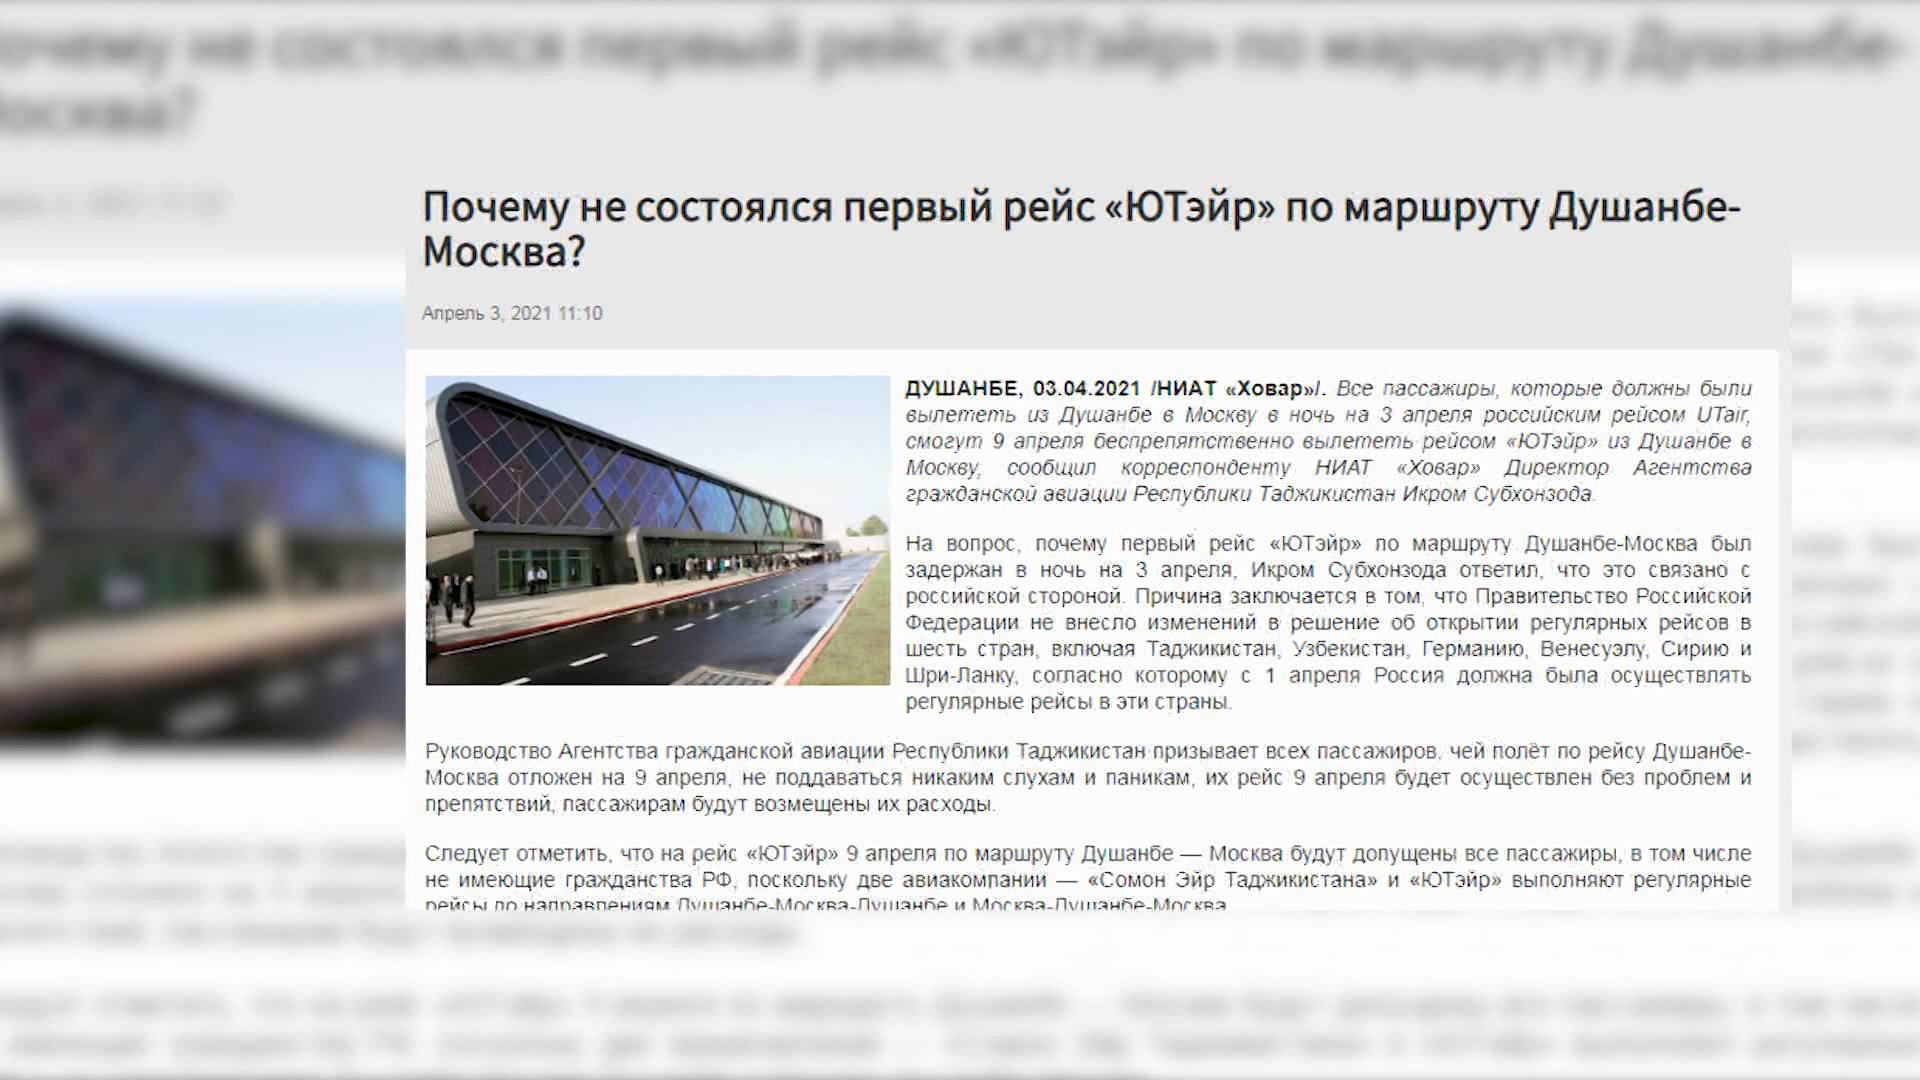 Почему не состоялся первый рейс «ЮТэйр» по маршруту Душанбе-
Москва?
Апрель 3, 2021 11:10
ДУШАНБЕ, 03.04.2021 /НИАТ «Ховар»/. Все пассажиры, которые должны были
вылететь из Душанбе в Москву в ночь на 3 апреля российским рейсом UTair,
смогут 9 апреля беспрепятственно вылететь рейсом «ЮТэйр» из Душанбе в
Москву, сообщил корреспонденту НИАТ «Ховар» Директор Агентства
гражданской авиации Республики Таджикистан Икром Субхонзода.
На вопрос, почему первый рейс «ЮТэйр» по маршруту Душанбе-Москва был
задержан в ночь на 3 апреля, Икром Субхонзода ответил, что это связано с
российской стороной. Причина заключается в том, что Правительство Российской
Федерации не внесло изменений в решение об открытии регулярных рейсов в
шесть стран, включая Таджикистан, Узбекистан, Германию, Венесуэлу, Сирию и
Шри-Ланку, согласно которому с 1 апреля Россия должна была осуществлять
регулярные рейсы в эти страны.
Руководство Агентства гражданской авиации Республики Таджикистан призывает всех пассажиров, чей полёт по рейсу Душанбе-
Москва отложен на 9 апреля, не поддаваться никаким слухам и паникам, их рейс 9 апреля будет осуществлен без проблем и
препятствий, пассажирам будут возмещены их расходы.
Следует отметить, что на рейс «ЮТэйр» 9 апреля по маршруту Душанбе — Москва будут допущены все пассажиры, в том числе
не имеющие гражданства РФ, поскольку две авиакомпании — «Сомон Эйр Таджикистана» и «ЮТэйр» выполняют регулярные
рейсы по направлениям Душанбе-Москва-Душанбе и Москва-Душанбе-Москва.